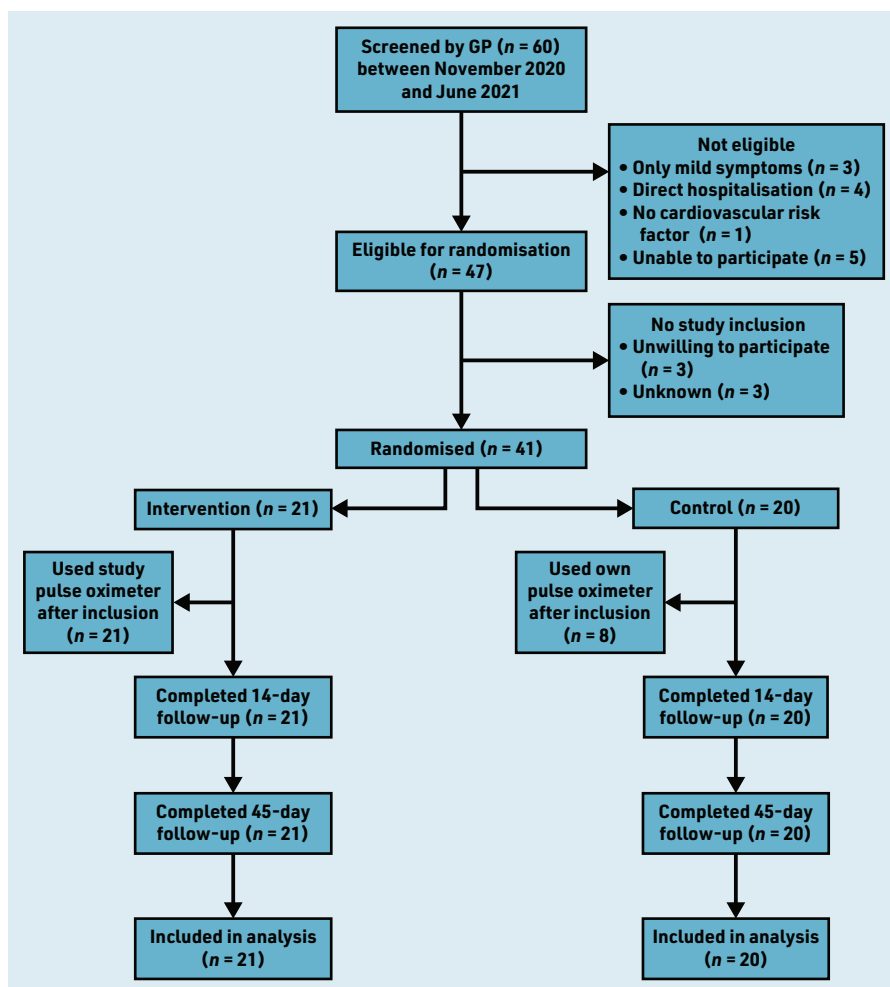 Screened by GP (n = 60)
between November 2020
and June 2021
Not eligible
• Only mild symptoms (n = 3)
• Direct hospitalisation (n = 4)
• No cardiovascular risk
factor (n = 1)
• Unable to participate (n = 5)
Eligible for randomisation
(n = 47)
No study inclusion
• Unwilling to participate
(n = 3)
• Unknown (n = 3)
Randomised (n = 41)
Intervention (n = 21)
Control (n = 20)
Used study
pulse oximeter
after inclusion
(n = 21)
Used own
pulse oximeter
after inclusion
(n = 8)
Completed 14-day
follow-up (n = 21)
Completed 14-day
follow-up (n = 20)
Completed 45-day
follow-up (n = 21)
Completed 45-day
follow-up (n = 20)
Included in analysis
(n = 21)
Included in analysis
(n = 20)